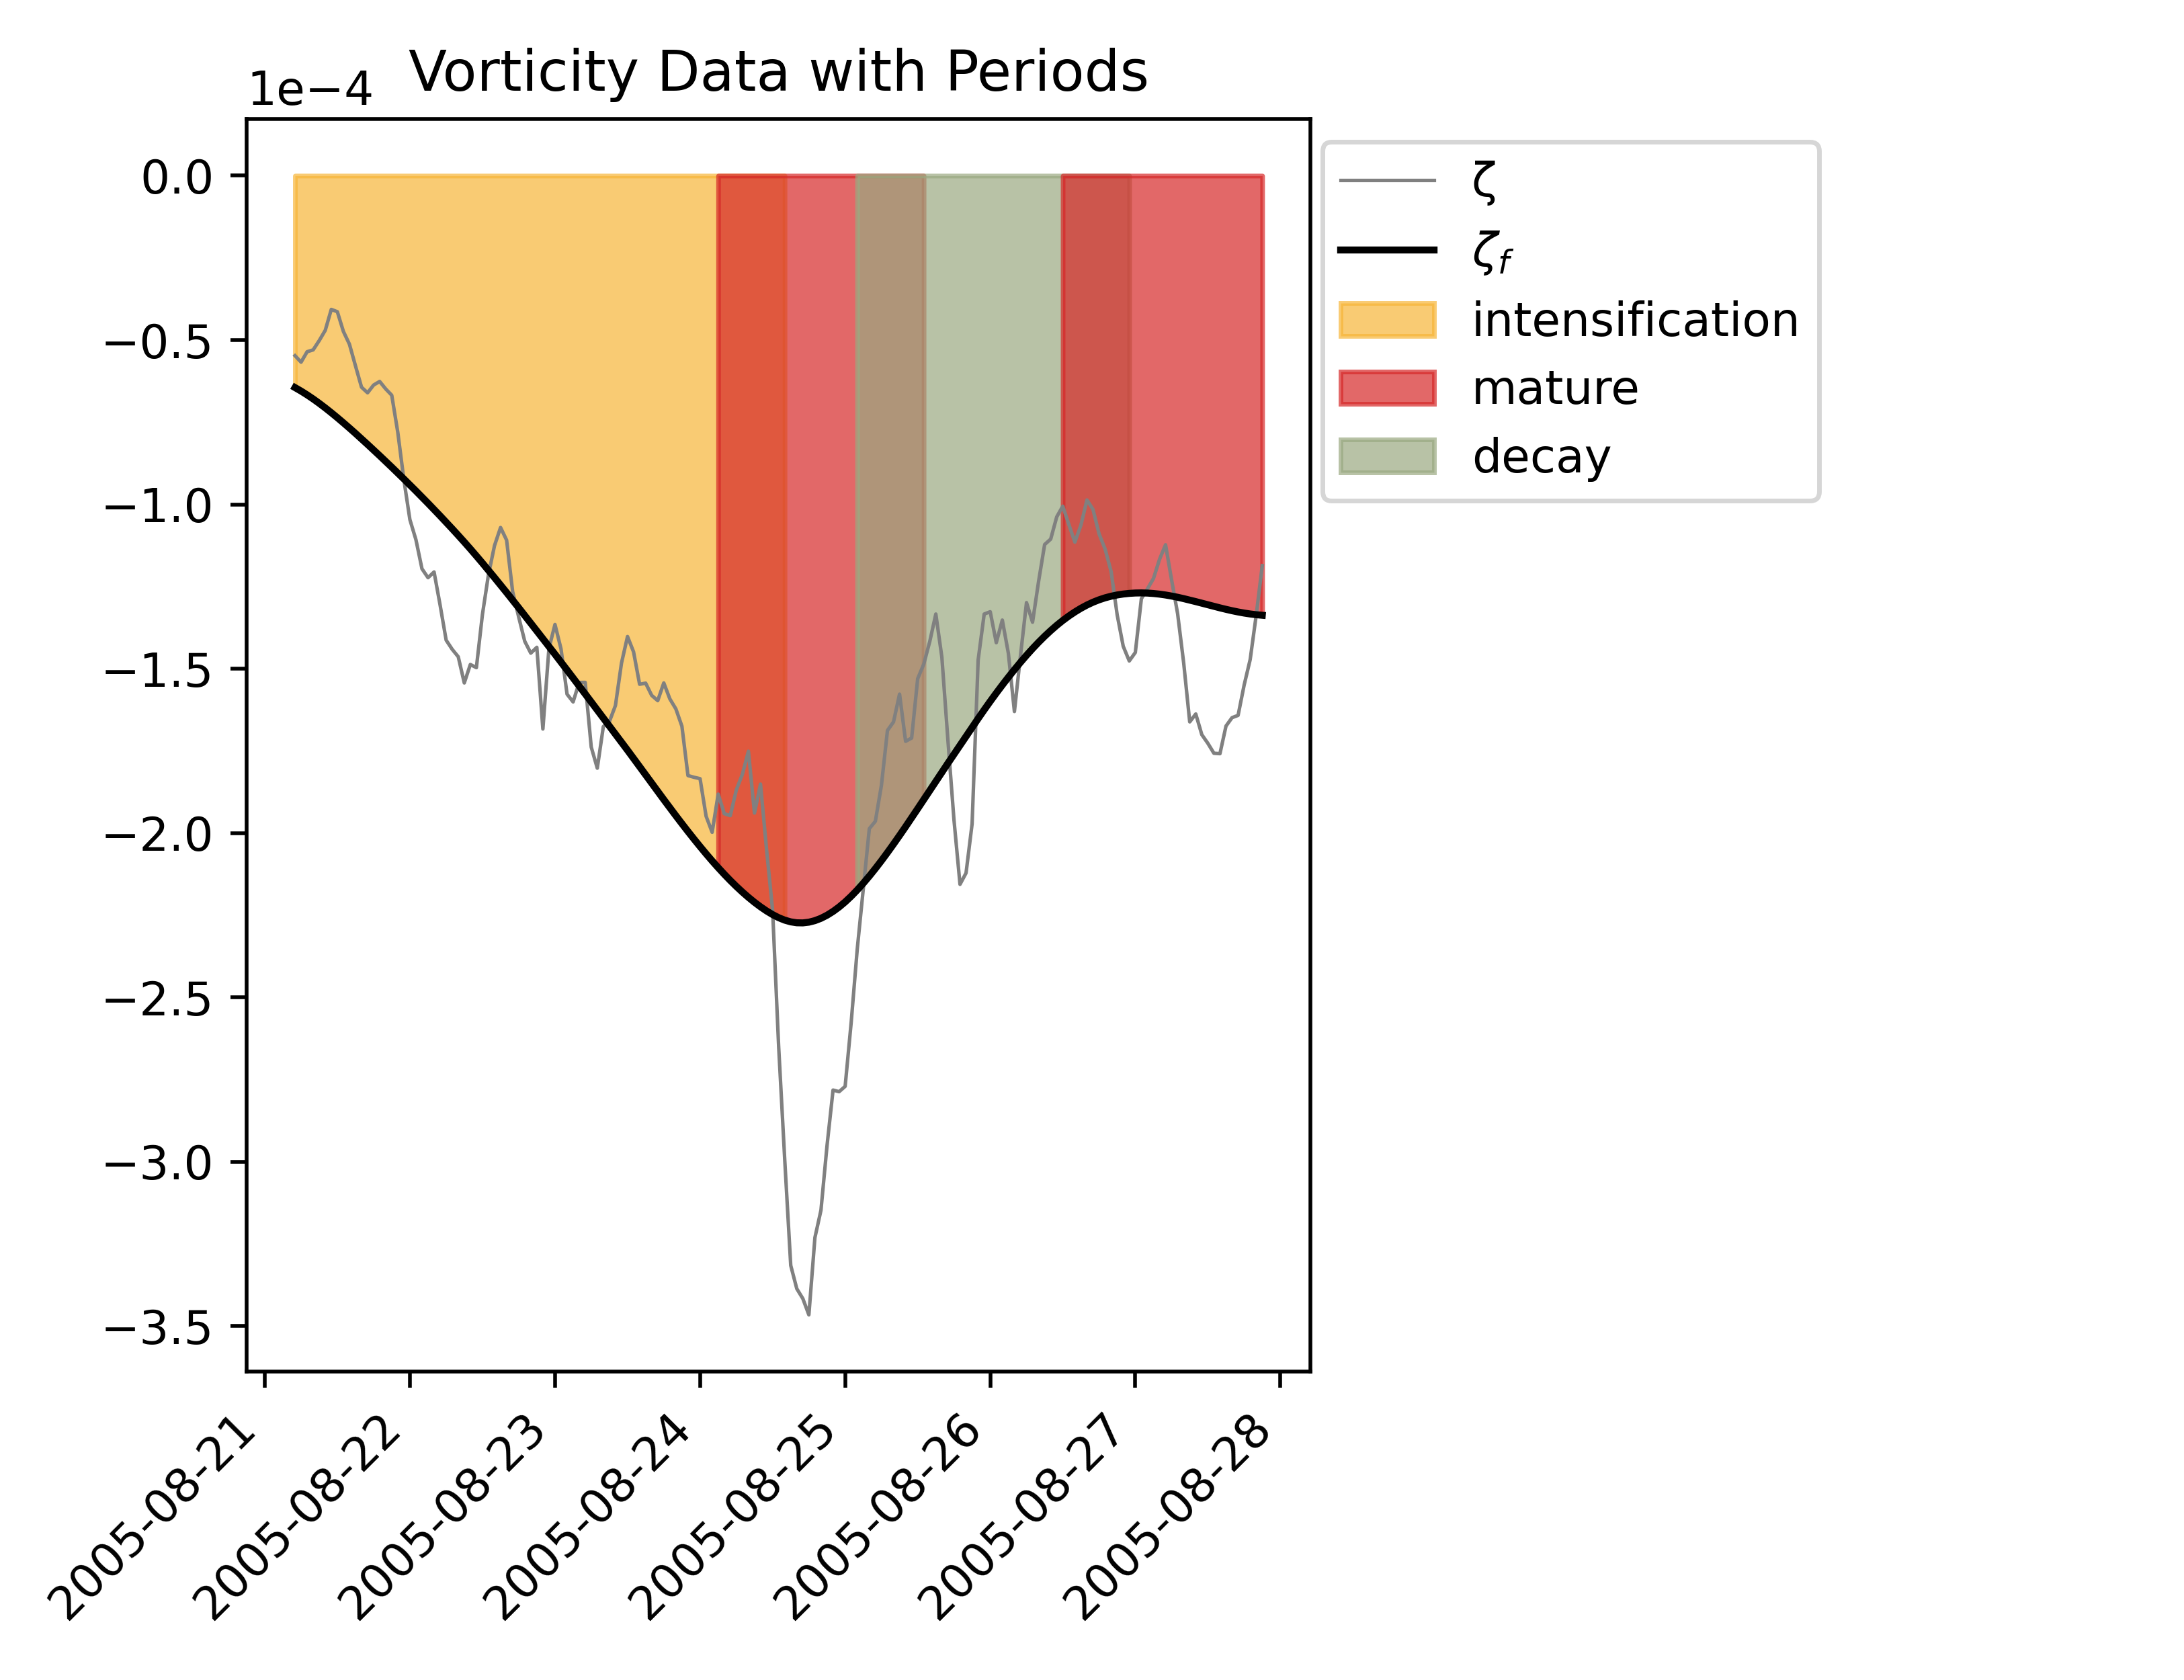 Vorticity Data with Periods
1e−4
0.0
−0.5
−1.0
−1.5
−2.0
−2.5
−3.0
−3.5
2005-08-21
2005-08-22
2005-08-23
2005-08-24
2005-08-25
2005-08-26
2005-08-27
2005-08-28
ζ
ζf
intensification
mature
decay